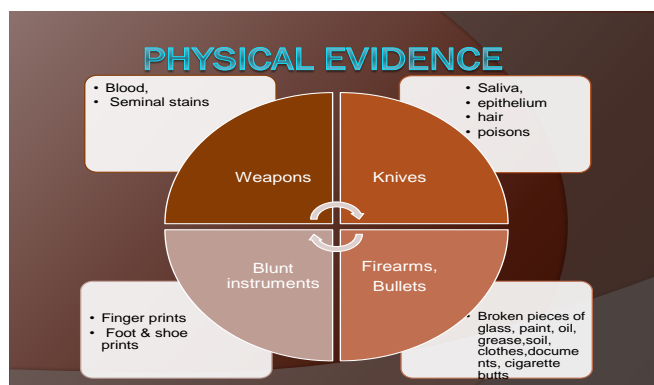 PHYSICAL EVIDENCE
• Blood,
• Seminal stains
• Saliva,
• epithelium
• hair
• poisons
Weapons
Knives
Blunt
instruments
Firearms,
Bullets
• Finger prints
• Foot & shoe
prints
• Broken pieces of
glass, paint, oil,
grease,soil,
clothes,docume
nts, cigarette
butts